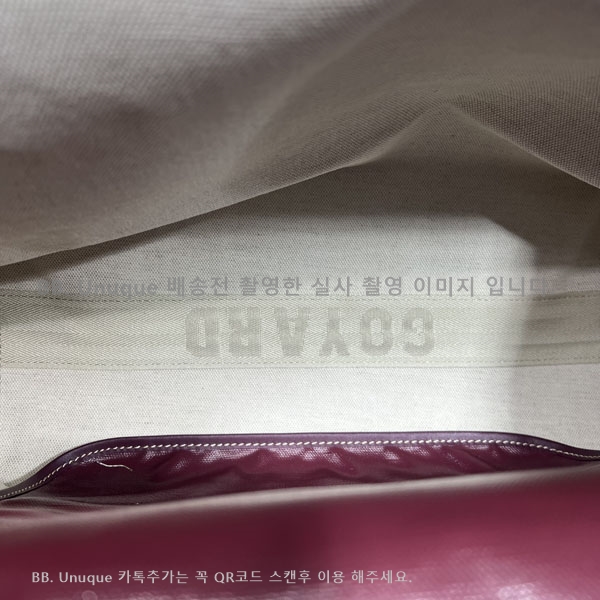 Unuque 배송전 촬영한 실사 촬영 이미지 입니다
GOYARD
BB. Unuque 카톡추가는 꼭 QR코드 스캔후 이용 해주세요.